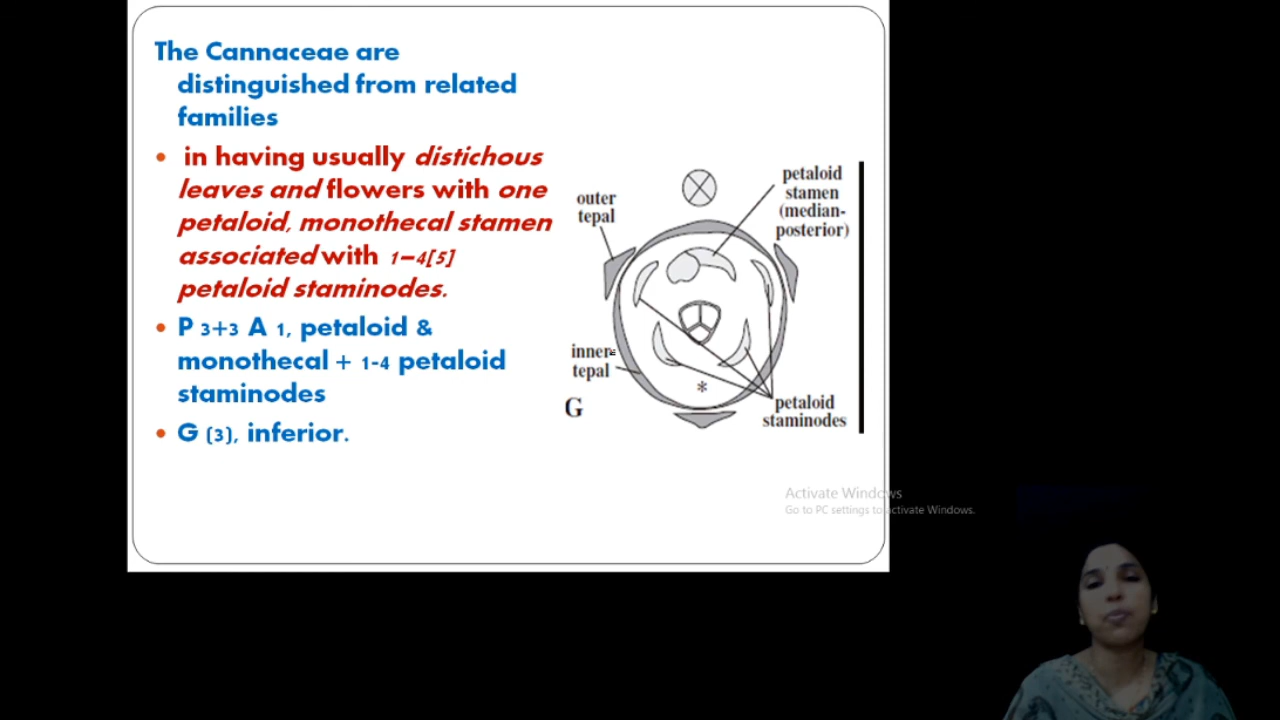 The Cannaceae are
distinguished from related
families
• in having usually distichous
leaves and flowers with one
petaloid, monothecal stamen
associated with 1–4[5]
petaloid staminodes.
• P 3+3 A 1, petaloid &
monothecal + 1-4 petaloid
staminodes
• G (3), inferior.
petaloid
stamen
(median-
posterior)
outer
tepal
inner
tepal
*
G
petaloid
staminodes
Activate Windows
Go to PC settings to activate Windows.